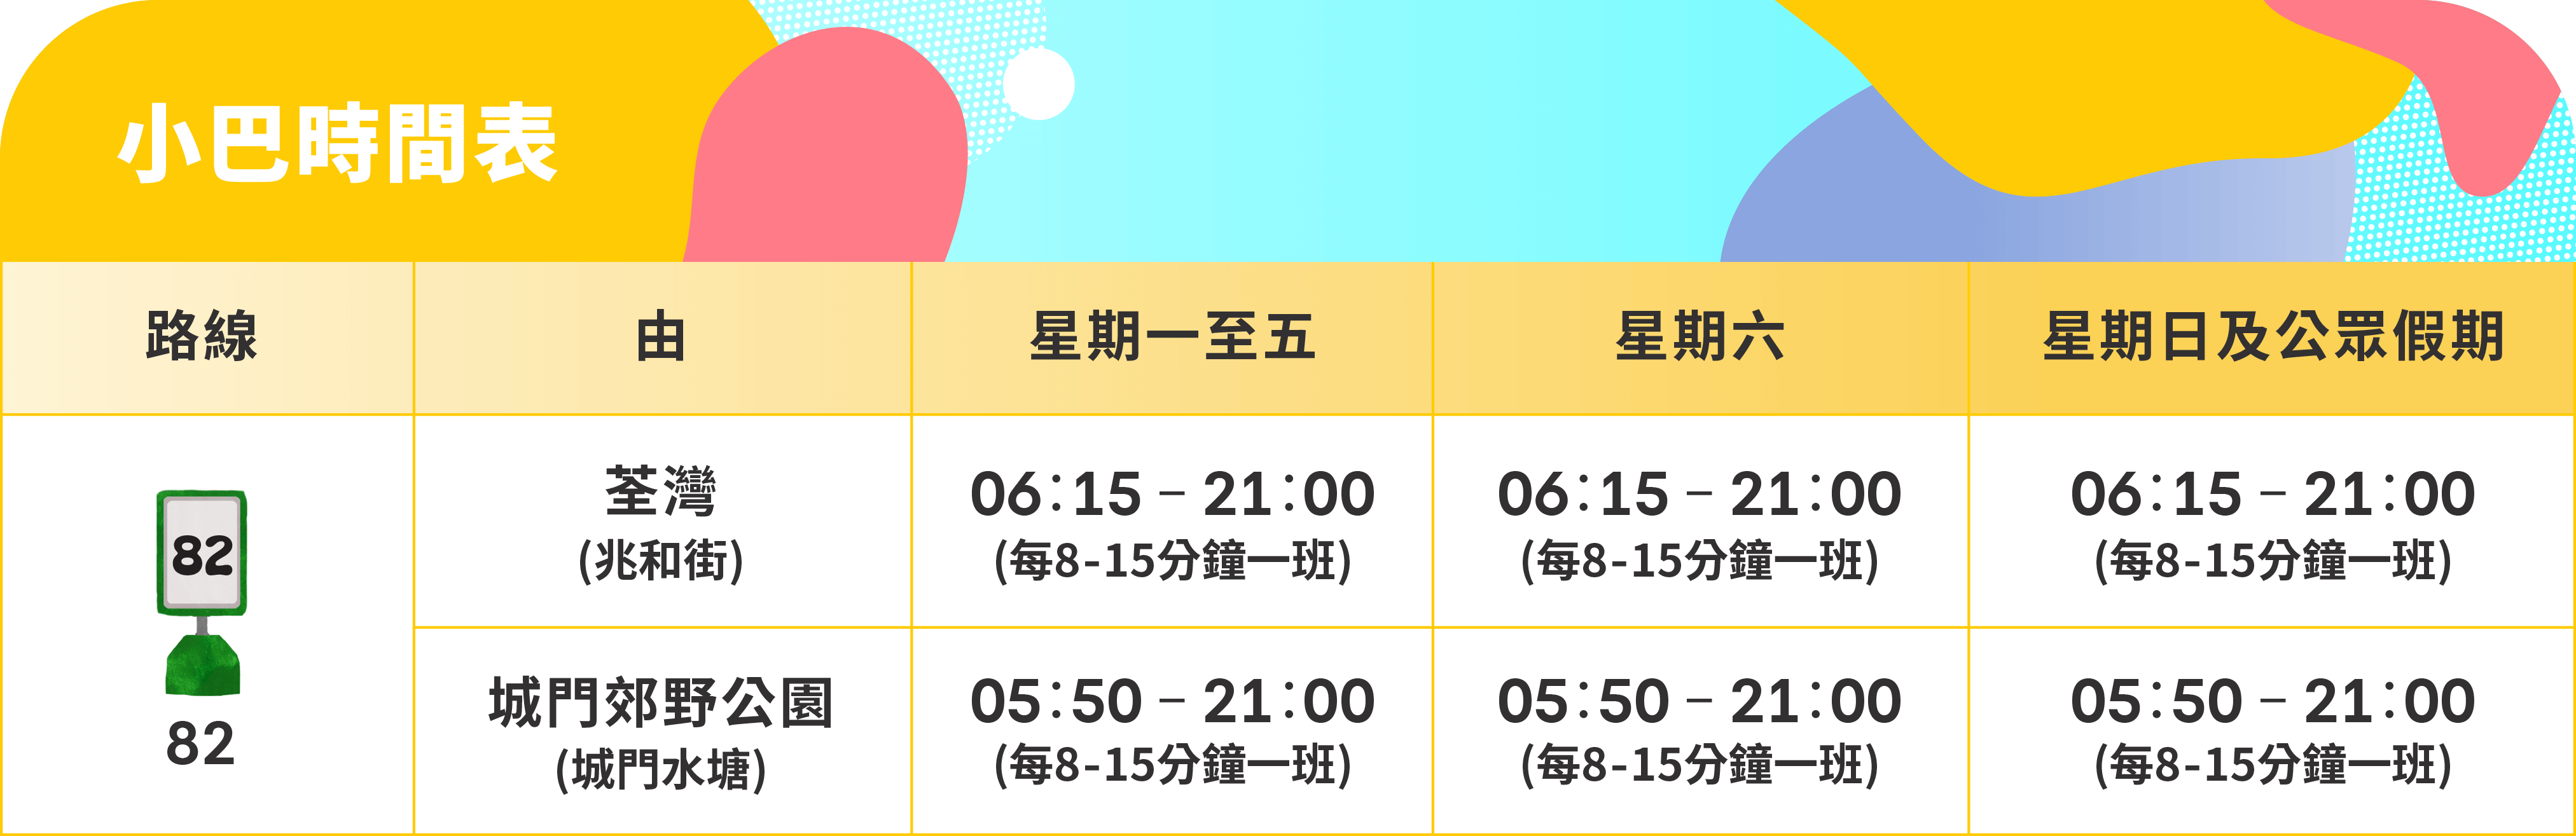 小巴時間表
路線 由 星期一至五 星期六 星期日及公眾假期
82
82
荃灣
(兆和街)
06:15 – 21:00
(每8-15分鐘一班)
06:15 – 21:00
(每8-15分鐘一班)
06:15 – 21:00
(每8-15分鐘一班)
城門郊野公園
(城門水塘)
05:50 – 21:00
(每8-15分鐘一班)
05:50 – 21:00
(每8-15分鐘一班)
05:50 – 21:00
(每8-15分鐘一班)